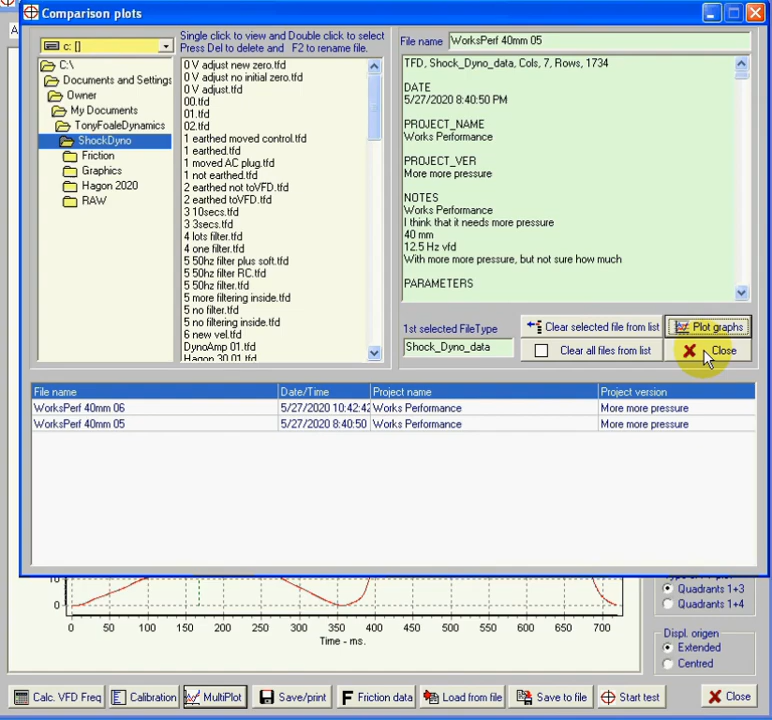 Comparison plots
c: []
Single click to view and Double click to select
Press Del to delete and F2 to rename file.
C:\
Documents and Settings
Owner
My Documents
TonyFoaleDynamics
ShockDyno
Friction
Graphics
Hagon 2020
RAW
0 V adjust new zero.tfd
0 V adjust no initial zero.tfd
0 V adjust.tfd
00.tfd
01.tfd
02.tfd
1 earthed moved control.tfd
1 earthed.tfd
1 moved AC plug.tfd
1 not earthed.tfd
2 earthed not toVFD.tfd
2 earthed toVFD.tfd
3 10secs.tfd
3 3secs.tfd
4 lots filter.tfd
4 one filter.tfd
5 50hz filter plus soft.tfd
5 50hz filter RC.tfd
5 50hz filter.tfd
5 more filtering inside.tfd
5 no filter.tfd
5 no filtering inside.tfd
6 new vel.tfd
DynoAmp 01.tfd
Hagon 30 01.tfd
File name WorksPerf 40mm 05
TFD, Shock_Dyno_data, Cols, 7, Rows, 1734
DATE
5/27/2020 8:40:50 PM
PROJECT_NAME
Works Performance
PROJECT_VER
More more pressure
NOTES
Works Performance
I think that it needs more pressure
40 mm
12.5 Hz vfd
With more more pressure, but not sure how much
PARAMETERS
1st selected FileType
Shock_Dyno_data
Clear selected file from list
Plot graphs
Clear all files from list
Close
File name Date/Time Project name Project version
WorksPerf 40mm 06 5/27/2020 10:42:42 Works Performance More more pressure
WorksPerf 40mm 05 5/27/2020 8:40:50 Works Performance More more pressure
10
0
0 50 100 150 200 250 300 350 400 450 500 550 600 650 700
Time - ms.
Quadrants 1+3
Quadrants 1+4
Displ. origen
Extended
Centred
Calc. VFD Freq Calibration MultiPlot Save/print Friction data Load from file Save to file Start test Close